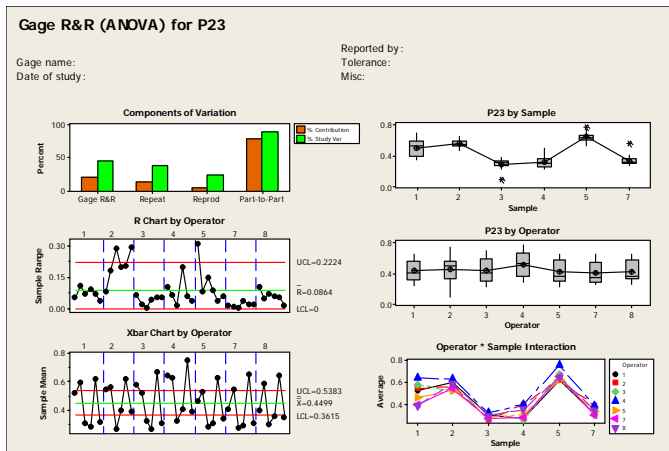 Gage R&R (ANOVA) for P23
Reported by:
Gage name:
Tolerance:
Date of study:
Misc:
Components of Variation
% Contribution
% Study Var
Percent
100
50
0
Gage R&R Repeat Reprod Part-to-Part
P23 by Sample
0.8
0.4
0.0
1 2 3 4 5 7
Sample
R Chart by Operator
1 2 3 4 5 7 8
Sample Range
0.30
0.15
0.00
UCL=0.2224
R=0.0864
LCL=0
P23 by Operator
0.8
0.4
0.0
1 2 3 4 5 7 8
Operator
Xbar Chart by Operator
1 2 3 4 5 7 8
Sample Mean
0.8
0.6
0.4
UCL=0.5383
X=0.4499
LCL=0.3615
Operator * Sample Interaction
Average
0.8
0.6
0.4
1 2 3 4 5 7
Sample
Operator
1
2
3
4
5
7
8